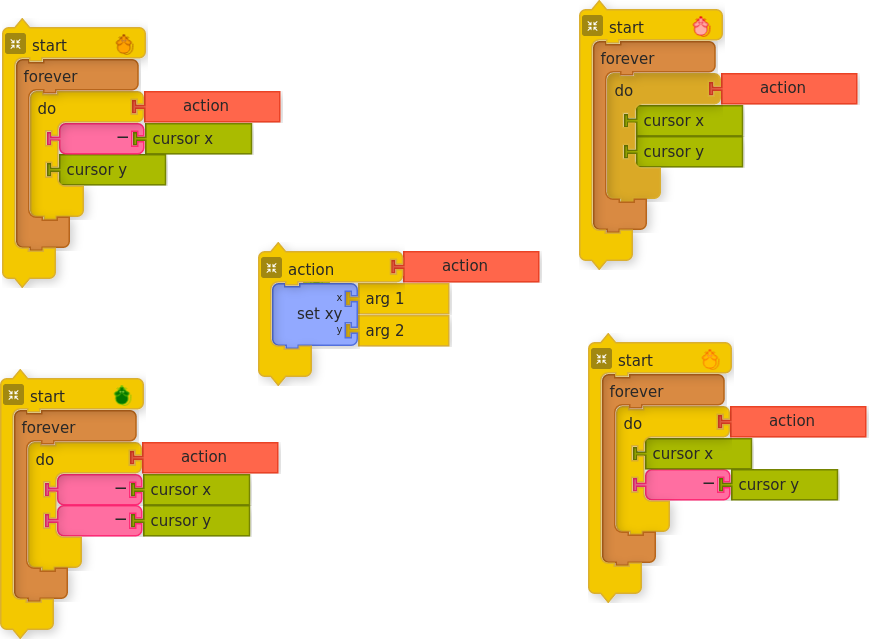 start
forever
do action
− cursor x
cursor y
start
forever
do action
cursor x
cursor y
action action
set xy
x arg 1
y arg 2
start
forever
do action
− cursor x
− cursor y
start
forever
do action
cursor x
− cursor y